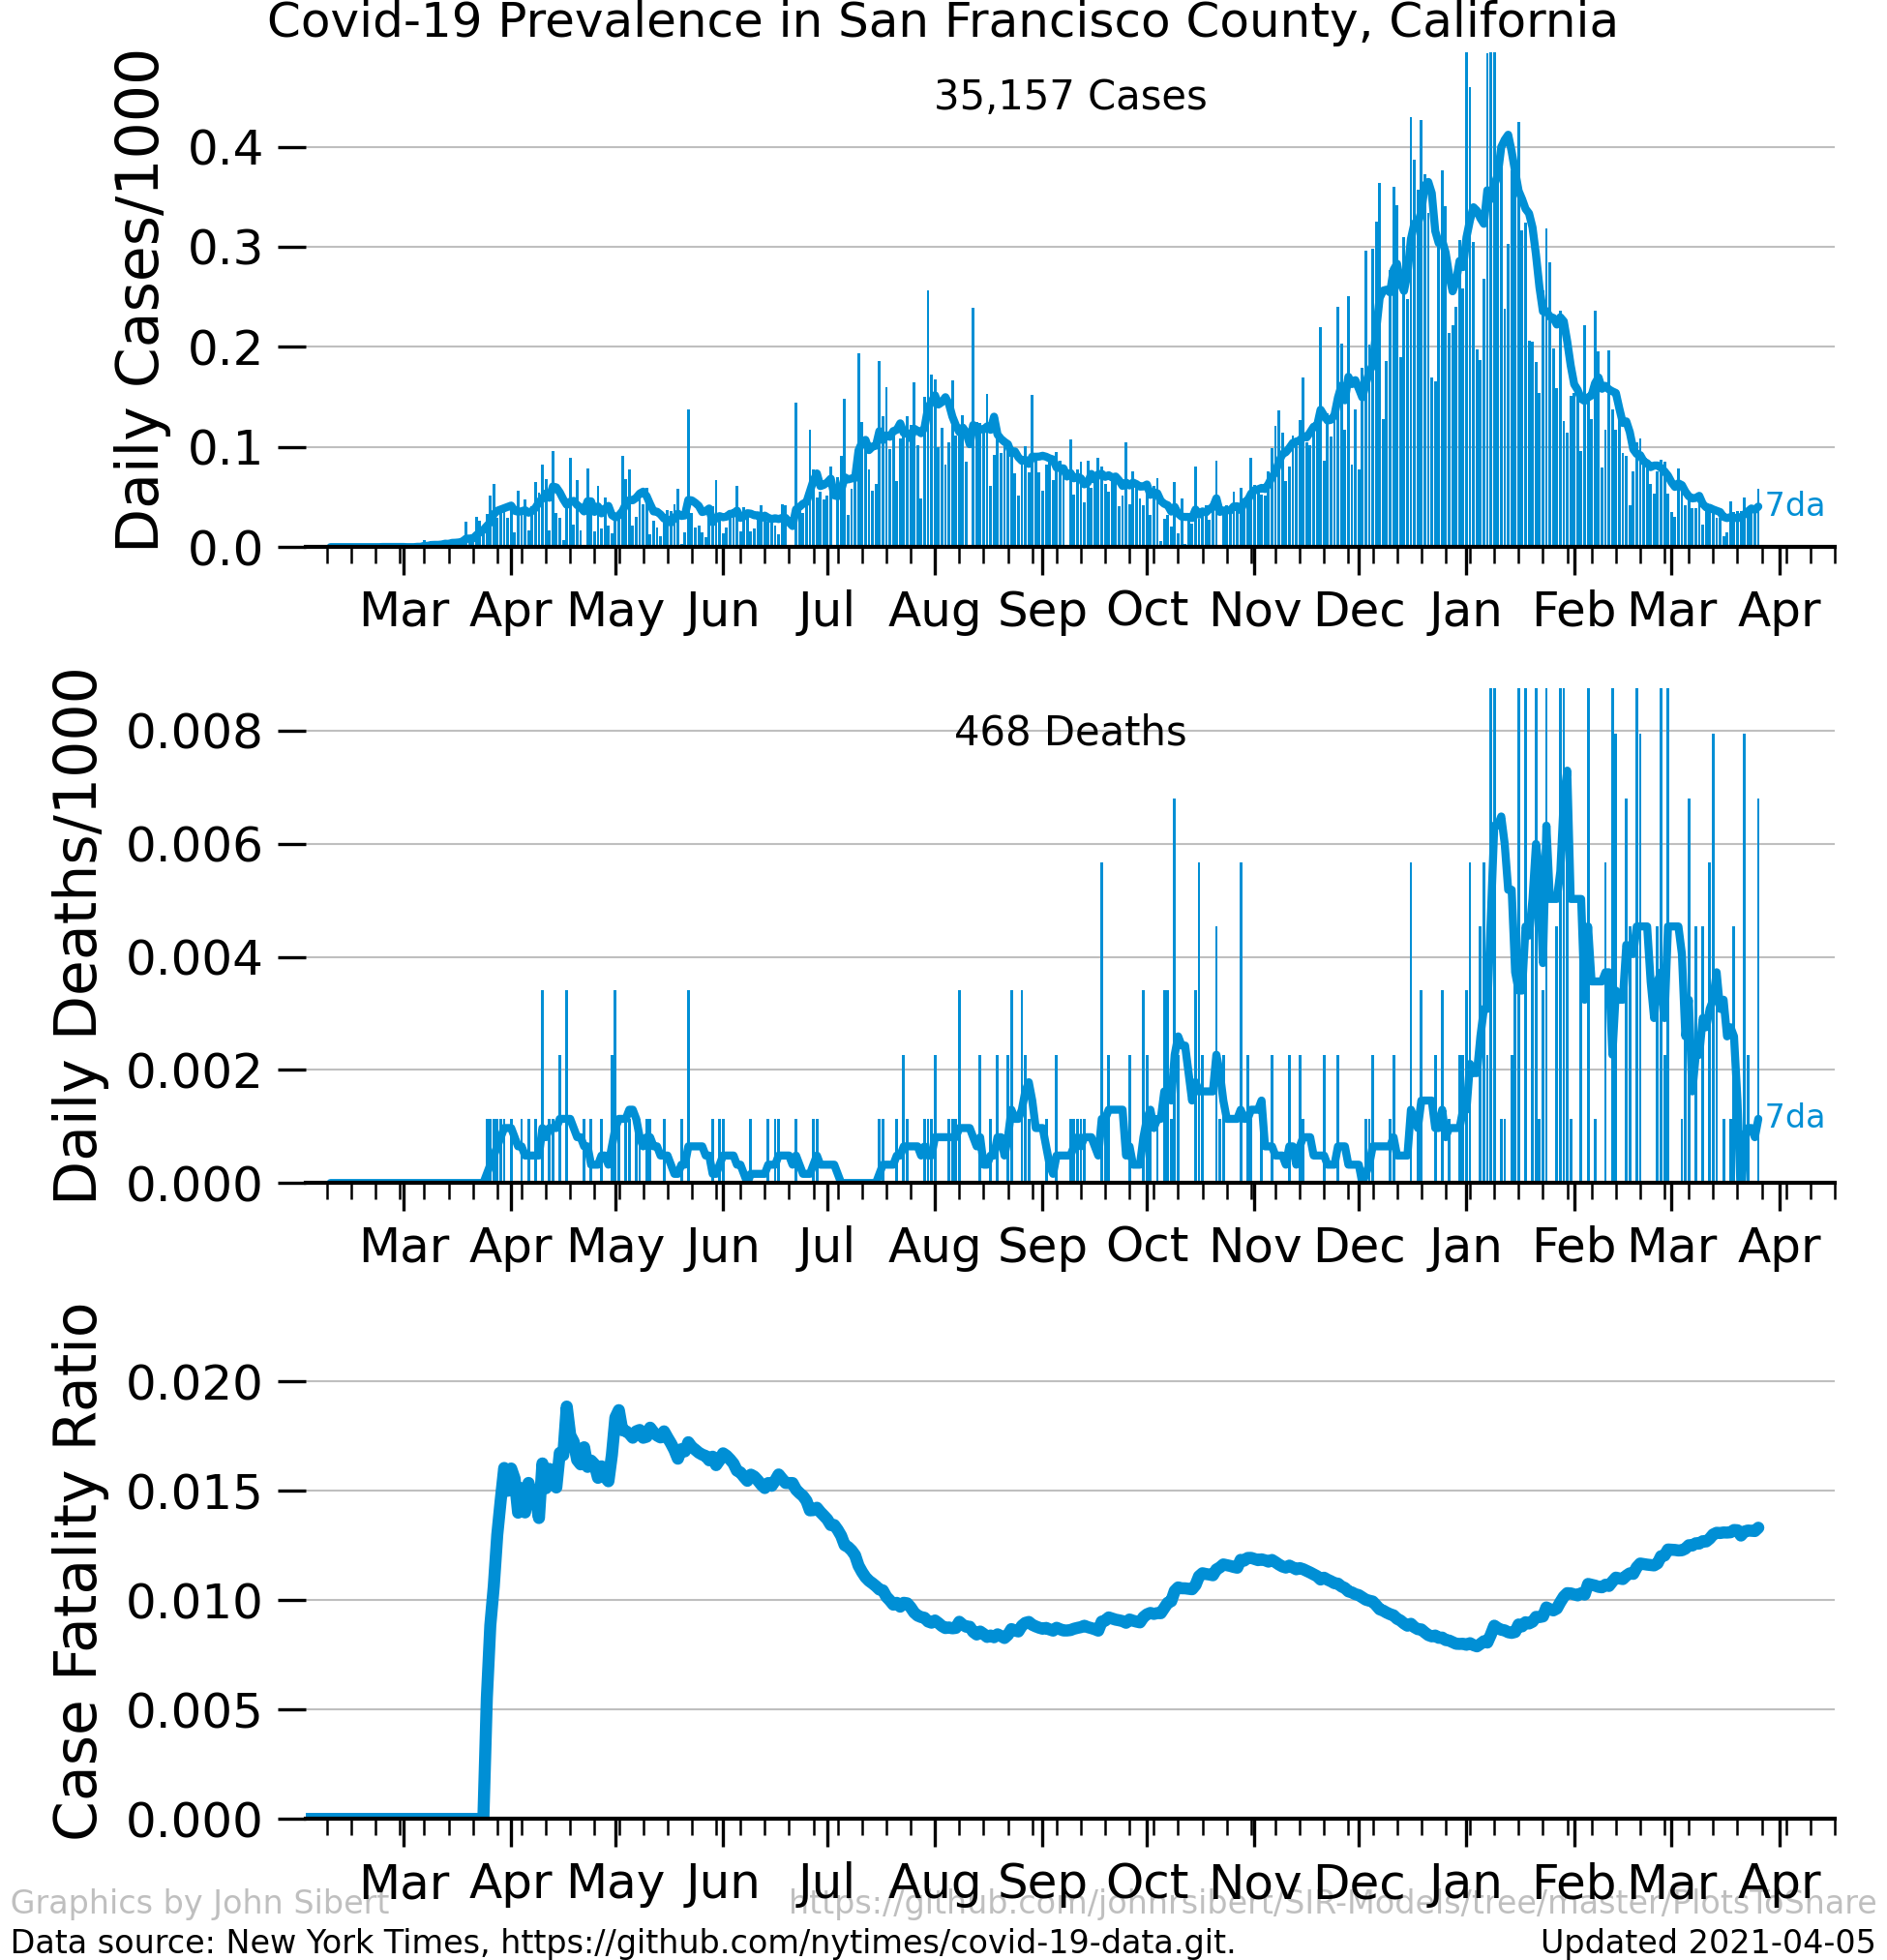 Covid-19 Prevalence in San Francisco County, California
Daily Cases/1000
35,157 Cases
0.4
0.3
0.2
0.1
0.0
7da
Mar Apr May Jun Jul Aug Sep Oct Nov Dec Jan Feb Mar Apr
Daily Deaths/1000
468 Deaths
0.008
0.006
0.004
0.002
0.000
7da
Mar Apr May Jun Jul Aug Sep Oct Nov Dec Jan Feb Mar Apr
Case Fatality Ratio
0.020
0.015
0.010
0.005
0.000
Mar Apr May Jun Jul Aug Sep Oct Nov Dec Jan Feb Mar Apr
Graphics by John Sibert https://github.com/johnrsibert/SIR-Models/tree/master/PlotsToShare
Data source: New York Times, https://github.com/nytimes/covid-19-data.git. Updated 2021-04-05